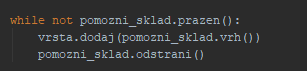 while not pomozni_sklad.prazen():
    vrsta.dodaj(pomozni_sklad.vrh())
    pomozni_sklad.odstrani()